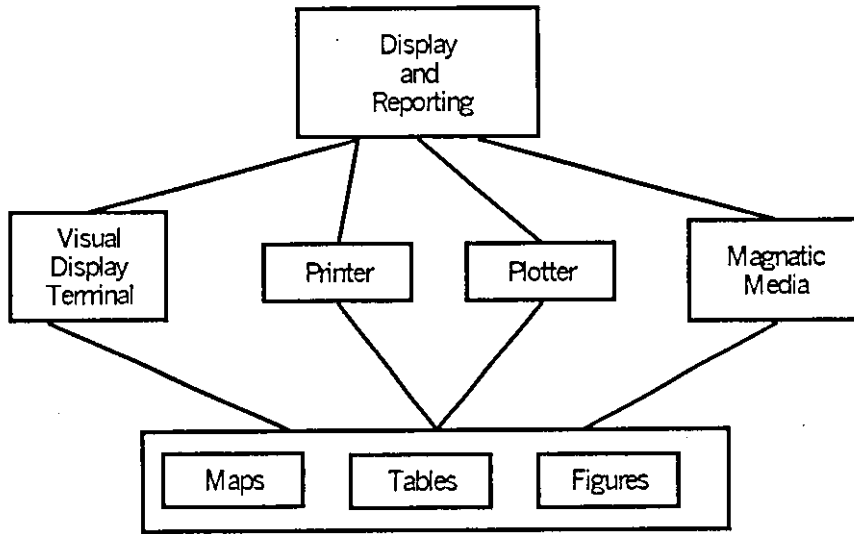 Display
and
Reporting
Visual
Display
Terminal
Printer
Plotter
Magnatic
Media
Maps
Tables
Figures